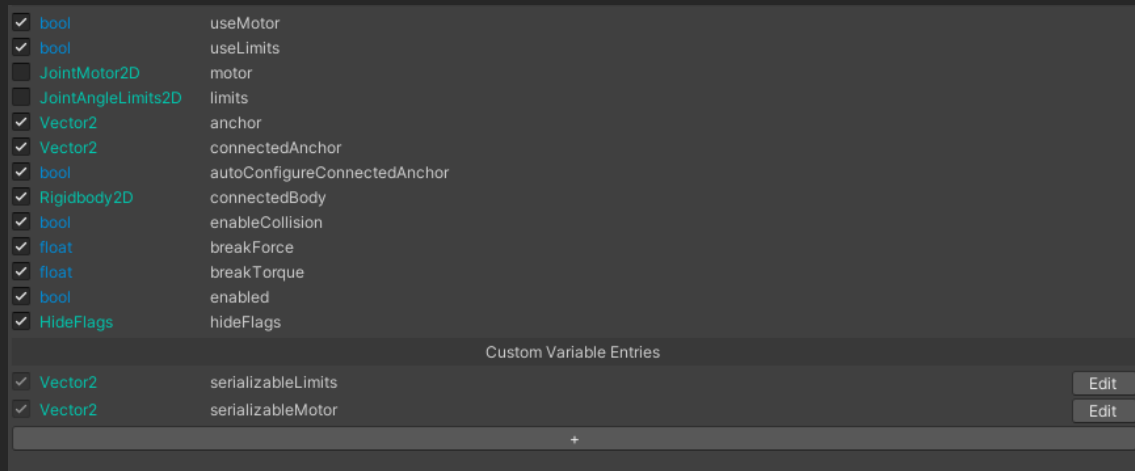 bool useMotor
bool useLimits
JointMotor2D motor
JointAngleLimits2D limits
Vector2 anchor
Vector2 connectedAnchor
bool autoConfigureConnectedAnchor
Rigidbody2D connectedBody
bool enableCollision
float breakForce
float breakTorque
bool enabled
HideFlags hideFlags
Custom Variable Entries
Vector2 serializableLimits Edit
Vector2 serializableMotor Edit
+